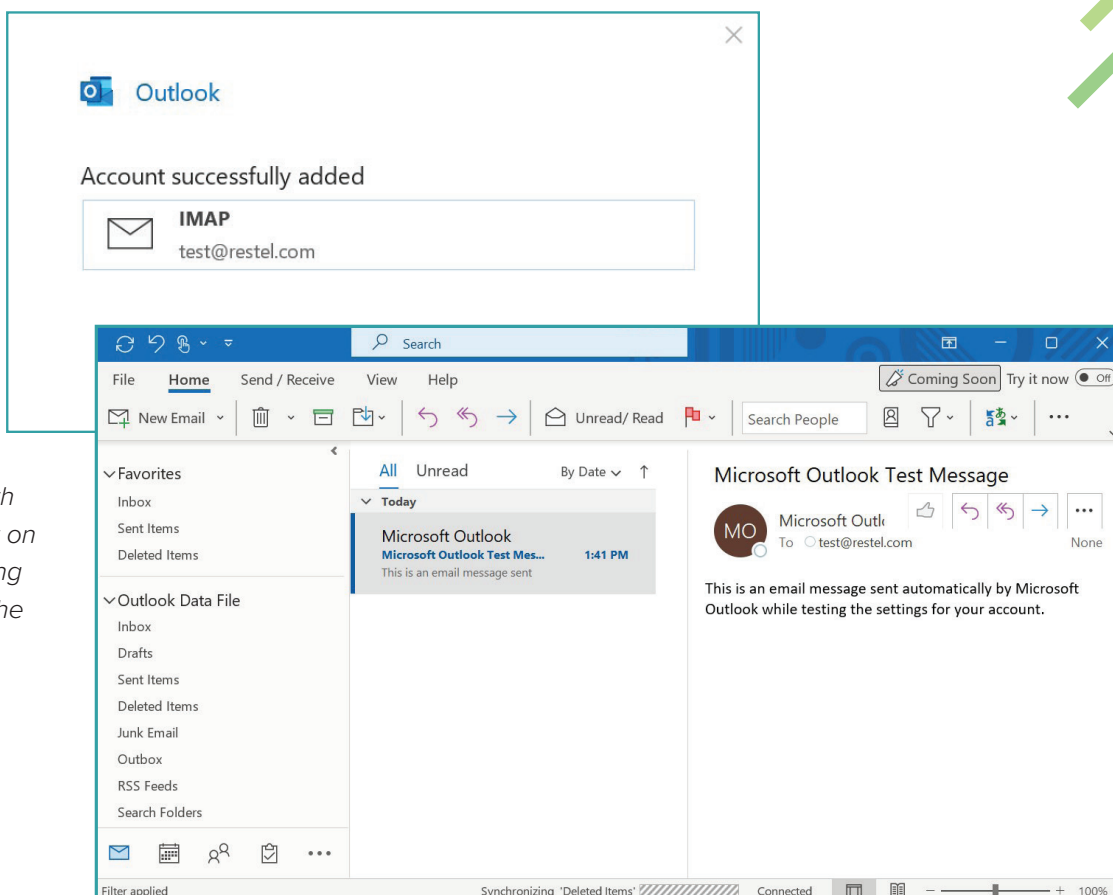 Outlook
Account successfully added
IMAP
test@restel.com
on
Search
File Home Send / Receive View Help
Coming Soon Try it now Off
New Email
Unread/ Read
Search People
Favorites
Inbox
Sent Items
Deleted Items
Outlook Data File
Inbox
Drafts
Sent Items
Deleted Items
Junk Email
Outbox
RSS Feeds
Search Folders
All Unread By Date
Today
Microsoft Outlook
Microsoft Outlook Test Mes... 1:41 PM
This is an email message sent
Microsoft Outlook Test Message
MO
Microsoft Outl
To test@restel.com
None
This is an email message sent automatically by Microsoft
Outlook while testing the settings for your account.
Filter applied
Synchronizing 'Deleted Items' Connected 100%